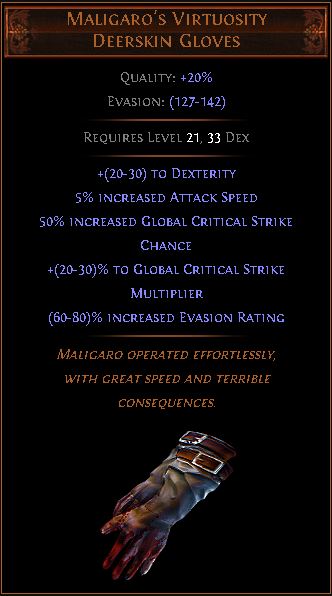 Maligaro's Virtuosity
Deerskin Gloves
Quality: +20%
Evasion: (127-142)
Requires Level 21, 33 Dex
+(20-30) to Dexterity
5% increased Attack Speed
50% increased Global Critical Strike
Chance
+(20-30)% to Global Critical Strike
Multiplier
(60-80)% increased Evasion Rating
Maligaro operated effortlessly,
with great speed and terrible
consequences.